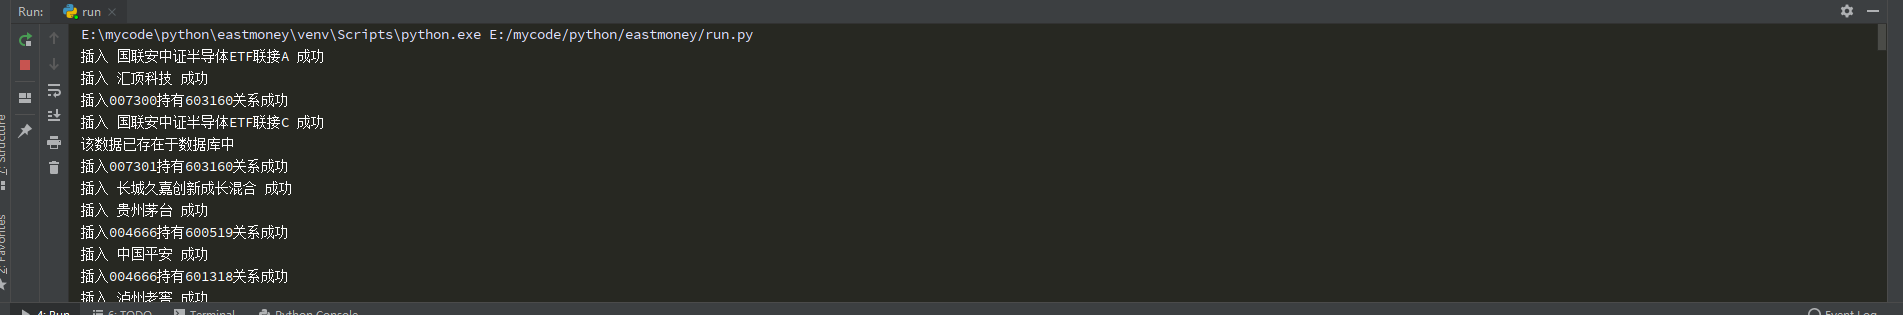 Run:
run
E:\mycode\python\eastmoney\venv\Scripts\python.exe E:/mycode/python/eastmoney/run.py
插入 国联安中证半导体ETF联接A 成功
插入 汇顶科技 成功
插入007300持有603160关系成功
插入 国联安中证半导体ETF联接C 成功
该数据已存在于数据库中
插入007301持有603160关系成功
插入 长城久嘉创新成长混合 成功
插入 贵州茅台 成功
插入004666持有600519关系成功
插入 中国平安 成功
插入004666持有601318关系成功
插入 泸州老窖 成功
7: Structure
2: Favorites
4: Run
6: TODO
Terminal
Python Console
Event Log